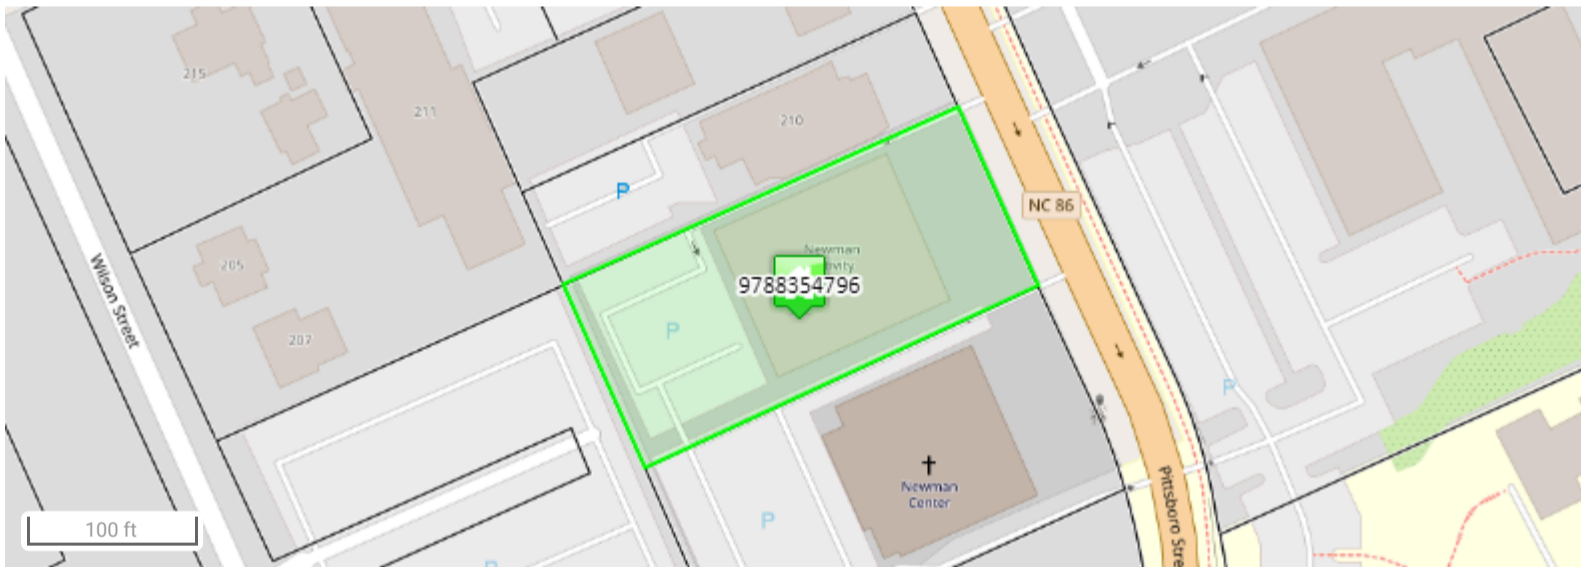 215
211
210
P
NC 86
Wilson Street
205
Newman
9788354796
P
207
P
Newman
Center
Pittsboro Stre
100 ft
P